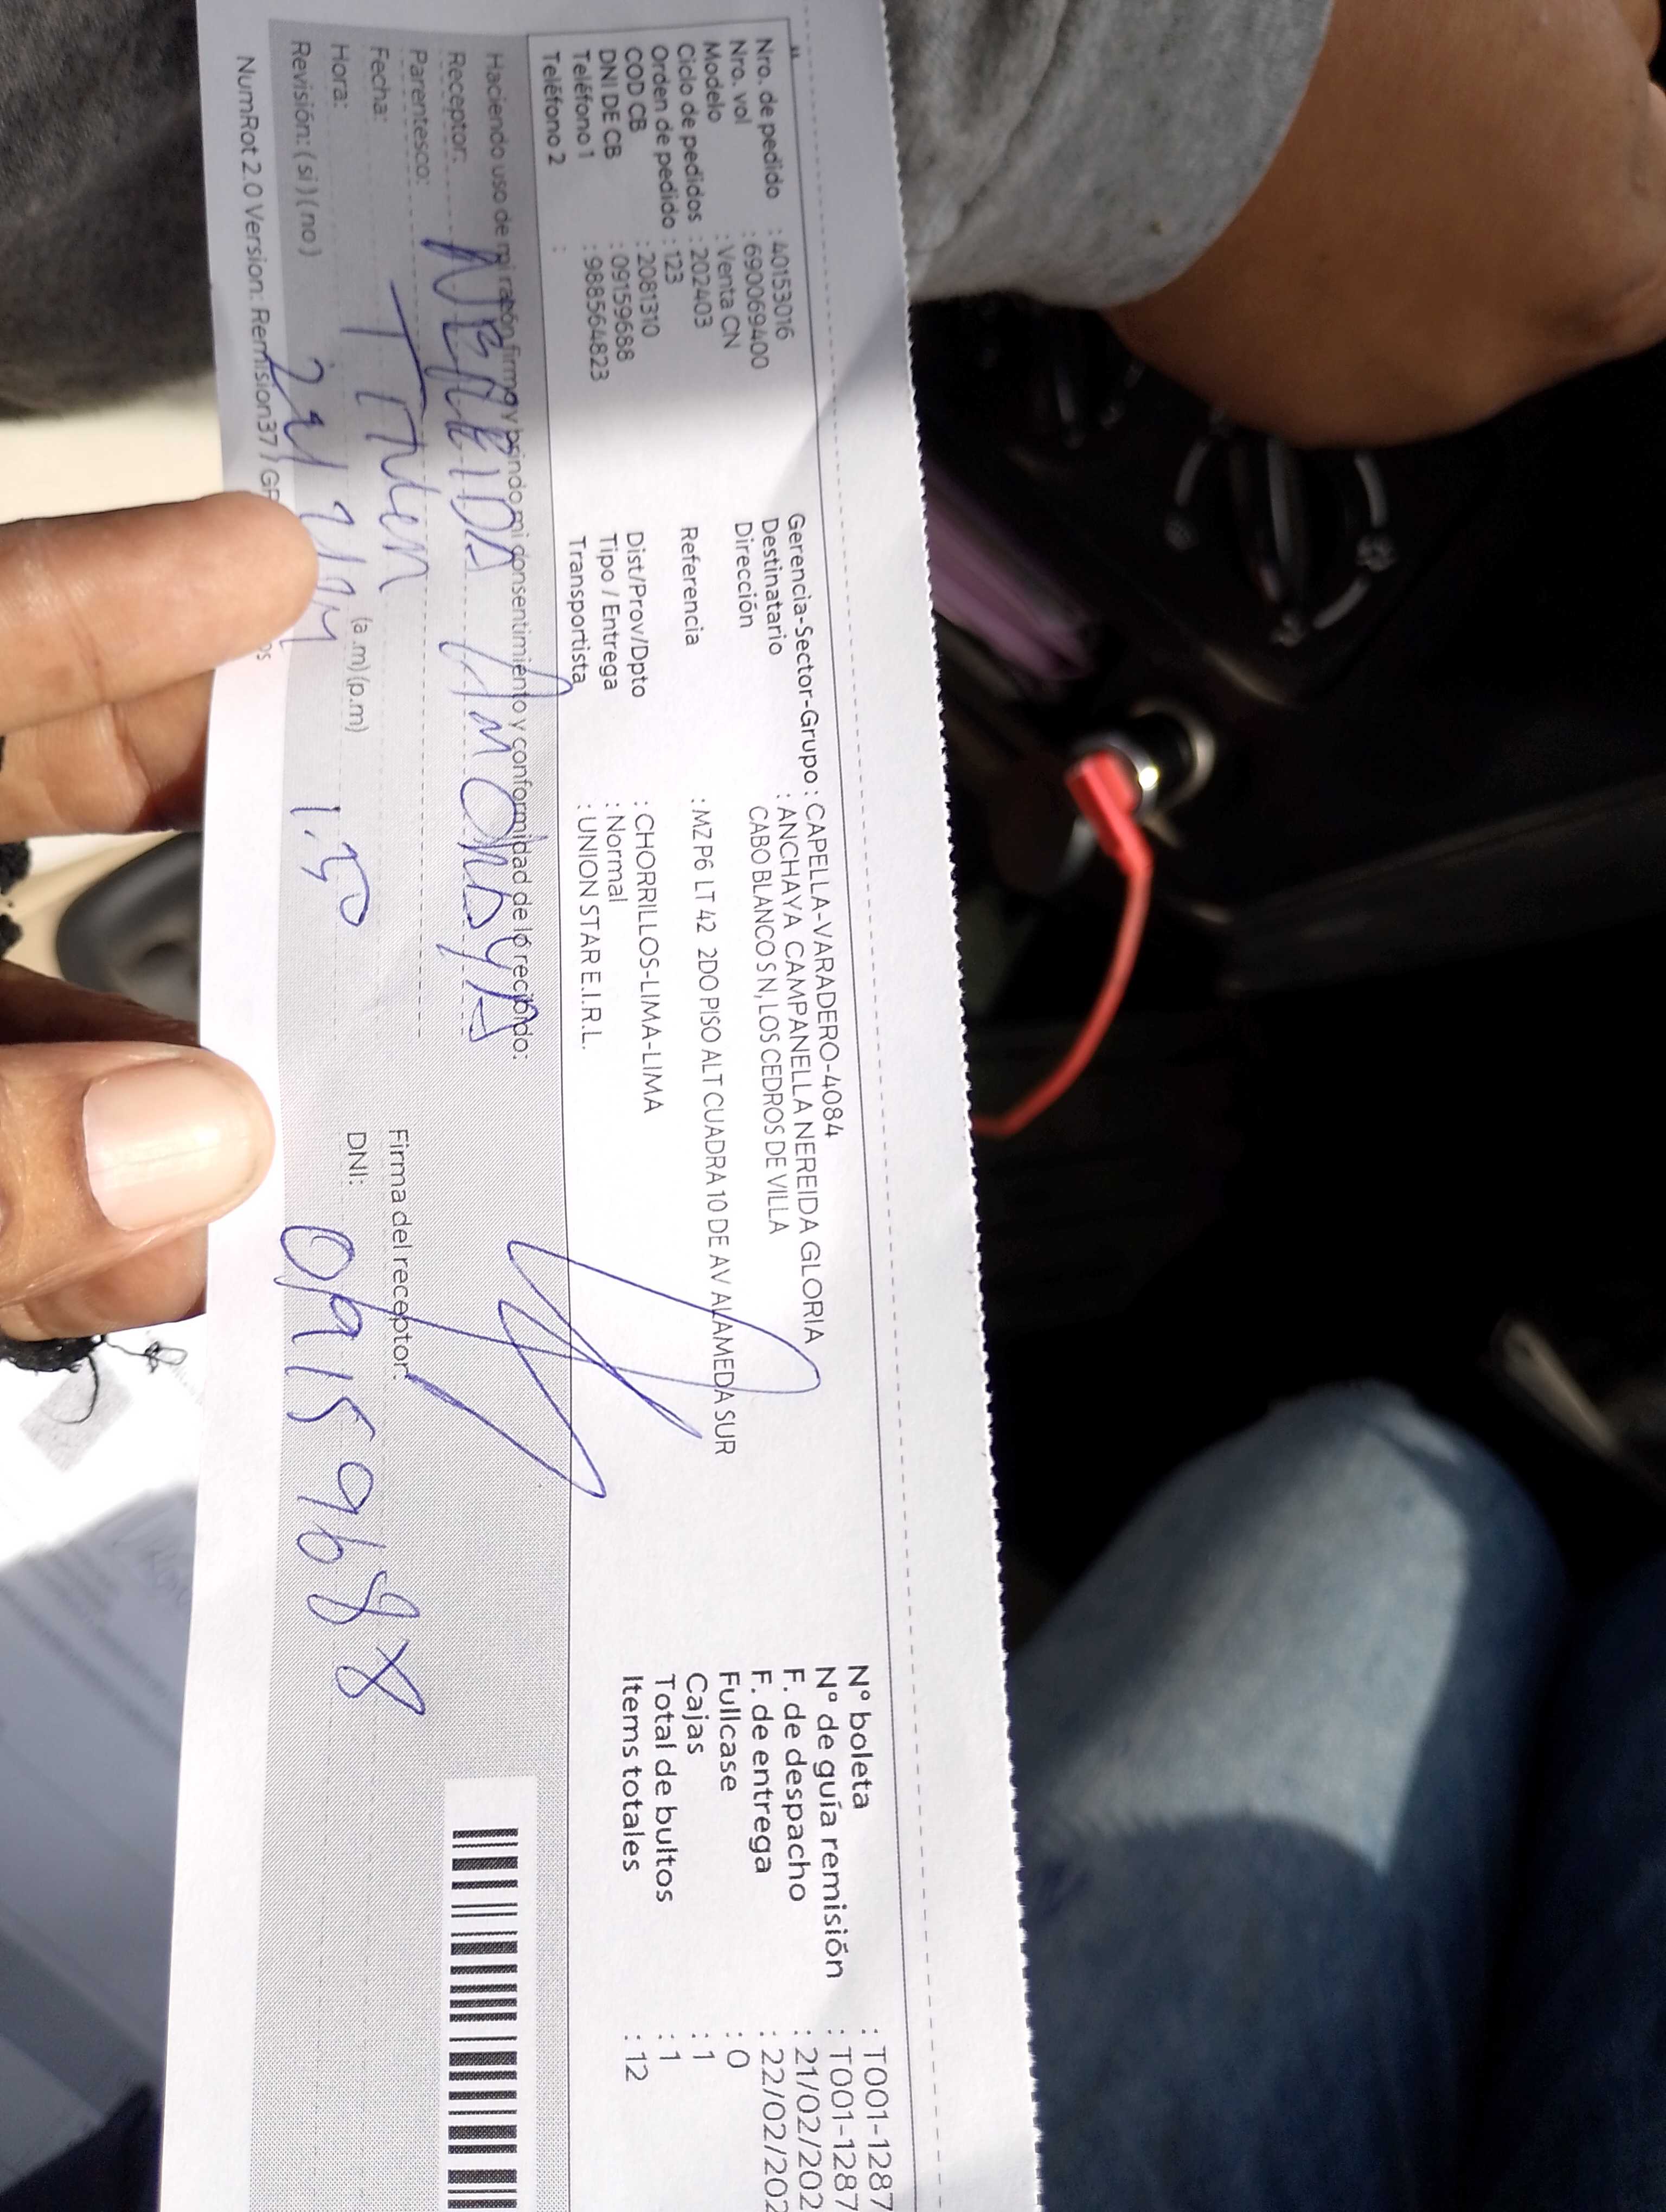 Nro. de pedido : 40153016
Nro. vol : 690069400
Modelo : Venta CN
Ciclo de pedidos : 202403
Orden de pedido : 123
COD CB : 2081310
DNI DE CB : 09159688
Teléfono 1 : 988564823
Teléfono 2 :
Gerencia-Sector-Grupo : CAPELLA-VARADERO-4084
Destinatario : ANCHAYA CAMPANELLA NEREIDA GLORIA
Dirección CABO BLANCO SN, LOS CEDROS DE VILLA
Referencia : MZ P6 LT 42 2DO PISO ALT CUADRA 10 DE AV ALAMEDA SUR
Dist/Prov/Dpto : CHORRILLOS-LIMA-LIMA
Tipo / Entrega : Normal
Transportista : UNION STAR E.I.R.L.
N° boleta : T001-1287
N° de guía remisión : T001-1287
F. de despacho : 21/02/202
F. de entrega : 22/02/202
Fullcase : 0
Cajas : 1
Total de bultos : 1
Items totales : 12
Haciendo uso de mi razón firmo y brindo mi consentimiento y conformidad de lo recibido:
Receptor:
Parentesco:
Fecha:
Hora: (a.m) (p.m) 1.50
Revisión: ( si ) ( no )
Firma del receptor:
DNI: 09159688
NumRot 2.0 Version: Remision37 / GR